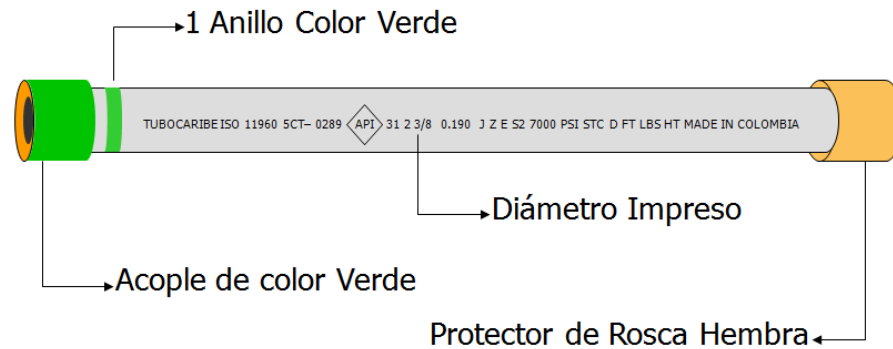 1 Anillo Color Verde
TUBOCARIBE ISO 11960 5CT– 0289 API 31 2 3/8 0.190 J Z E S2 7000 PSI STC D FT LBS HT MADE IN COLOMBIA
Diámetro Impreso
Acople de color Verde
Protector de Rosca Hembra